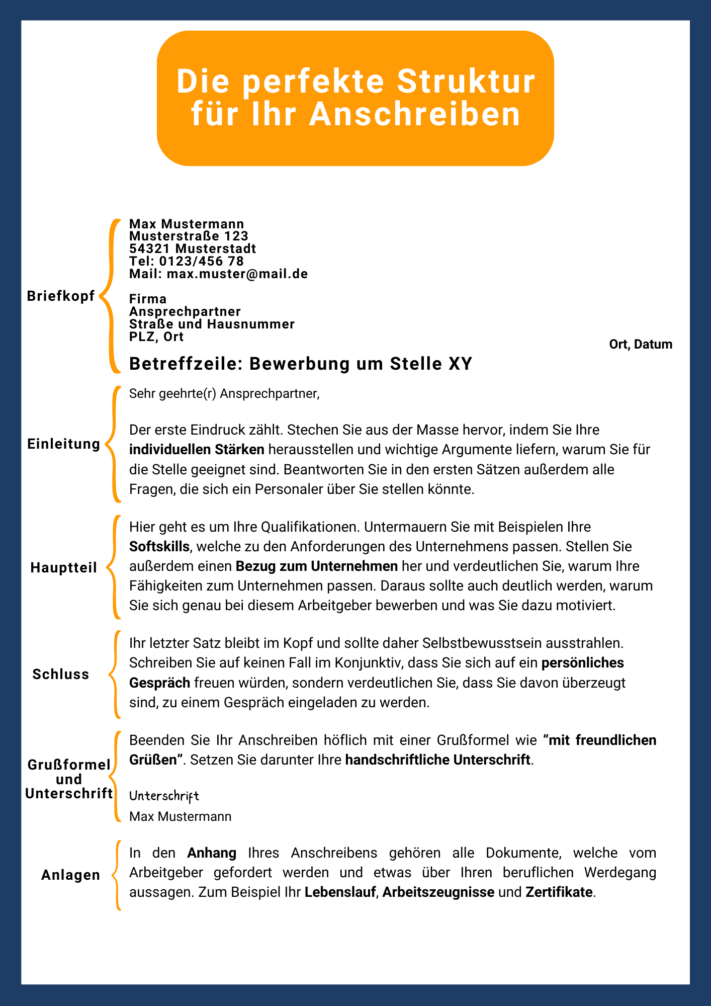 Die perfekte Struktur
für Ihr Anschreiben
Briefkopf
Max Mustermann
Musterstraße 123
54321 Musterstadt
Tel: 0123/456 78
Mail: max.muster@mail.de
Firma
Ansprechpartner
Straße und Hausnummer
PLZ, Ort
Ort, Datum
Betreffzeile: Bewerbung um Stelle XY
Einleitung
Sehr geehrte(r) Ansprechpartner,
Der erste Eindruck zählt. Stechen Sie aus der Masse hervor, indem Sie Ihre
individuellen Stärken herausstellen und wichtige Argumente liefern, warum Sie für
die Stelle geeignet sind. Beantworten Sie in den ersten Sätzen außerdem alle
Fragen, die sich ein Personaler über Sie stellen könnte.
Hauptteil
Hier geht es um Ihre Qualifikationen. Untermauern Sie mit Beispielen Ihre
Softskills, welche zu den Anforderungen des Unternehmens passen. Stellen Sie
außerdem einen Bezug zum Unternehmen her und verdeutlichen Sie, warum Ihre
Fähigkeiten zum Unternehmen passen. Daraus sollte auch deutlich werden, warum
Sie sich genau bei diesem Arbeitgeber bewerben und was Sie dazu motiviert.
Schluss
Ihr letzter Satz bleibt im Kopf und sollte daher Selbstbewusstsein ausstrahlen.
Schreiben Sie auf keinen Fall im Konjunktiv, dass Sie sich auf ein persönliches
Gespräch freuen würden, sondern verdeutlichen Sie, dass Sie davon überzeugt
sind, zu einem Gespräch eingeladen zu werden.
Grußformel
und
Unterschrift
Beenden Sie Ihr Anschreiben höflich mit einer Grußformel wie “mit freundlichen
Grüßen”. Setzen Sie darunter Ihre handschriftliche Unterschrift.
Unterschrift
Max Mustermann
Anlagen
In den Anhang Ihres Anschreibens gehören alle Dokumente, welche vom
Arbeitgeber gefordert werden und etwas über Ihren beruflichen Werdegang
aussagen. Zum Beispiel Ihr Lebenslauf, Arbeitszeugnisse und Zertifikate.